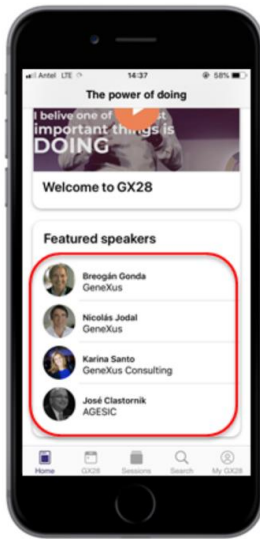 Antel LTE 14:37 58%
The power of doing
I belive one of st
important thing is
DOING
Welcome to GX28
Featured speakers
Breogán Gonda
GeneXus
Nicolás Jodal
GeneXus
Karina Santo
GeneXus Consulting
José Clastornik
AGESIC
Home GX28 Sessions Search My GX28